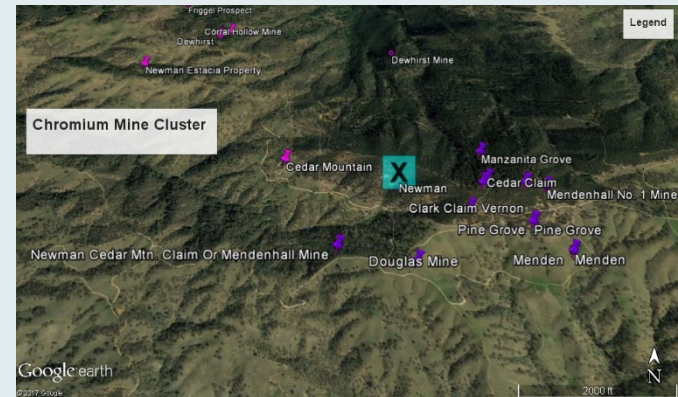 Friggel Prospect
Legend
Corral Hollow Mine
Dewhirst
Dewhirst Mine
Newman Estacia Property
Chromium Mine Cluster
Manzanita Grove
Cedar Mountain
X
Newman
Cedar Claim
Mendenhall No. 1 Mine
Clark Claim Vernon
Pine Grove Pine Grove
Newman Cedar Mtn. Claim Or Mendenhall Mine
Douglas Mine
Menden Menden
Google earth
© 2017 Google
2000 ft
N